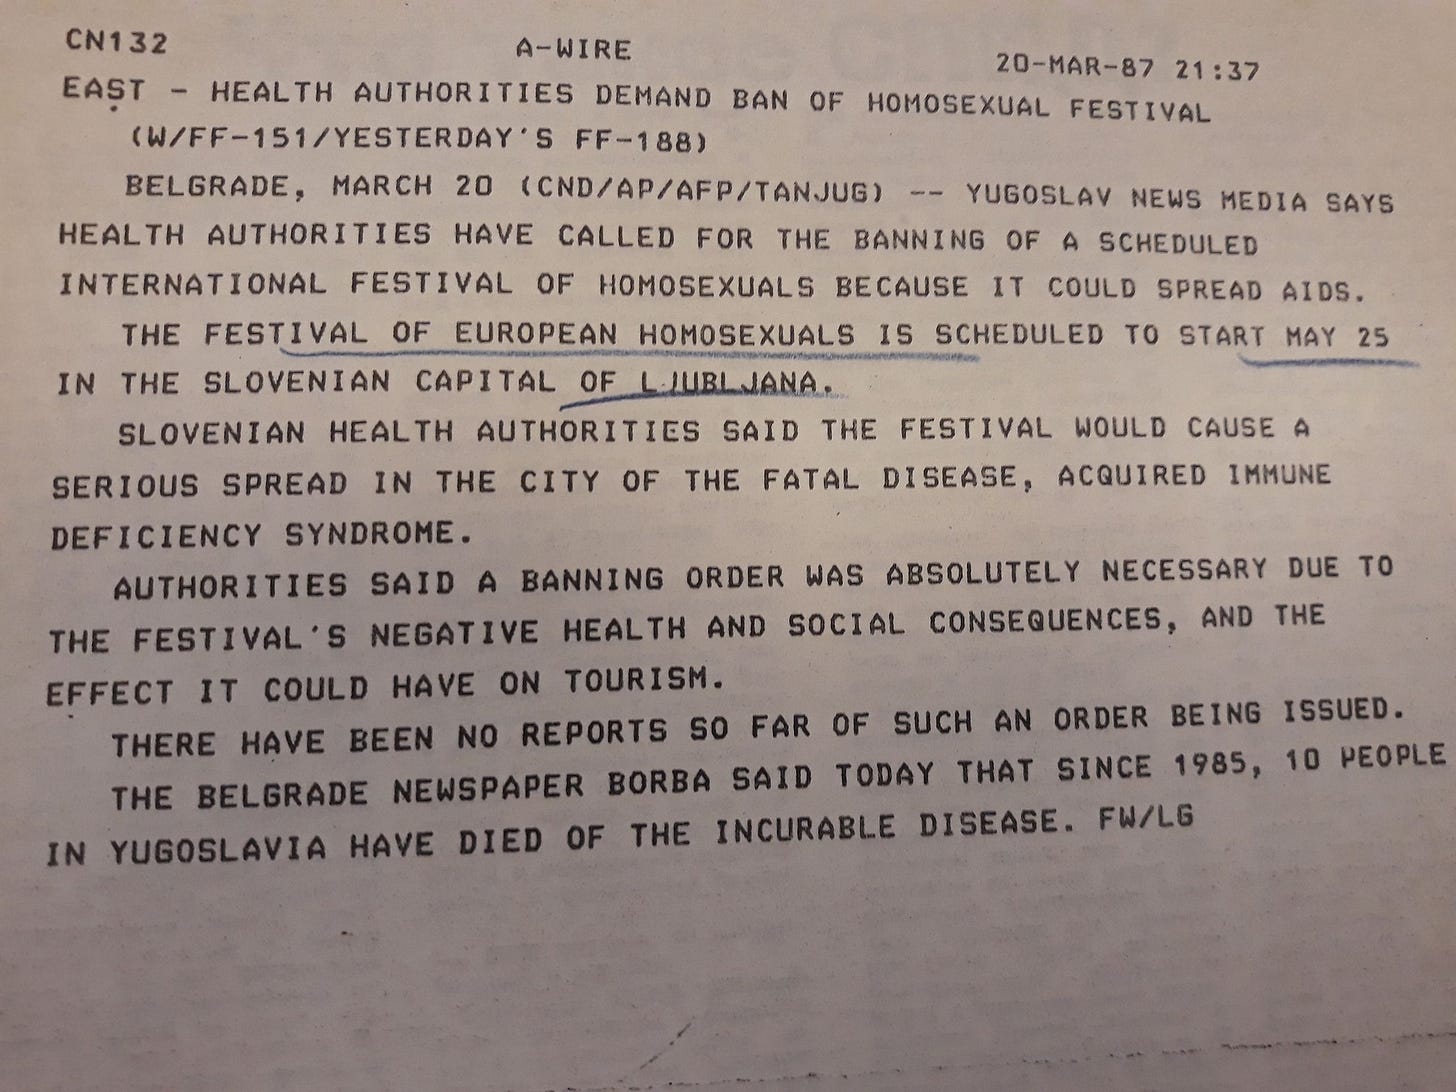 CN132 A-WIRE 20-MAR-87 21:37
EAST - HEALTH AUTHORITIES DEMAND BAN OF HOMOSEXUAL FESTIVAL
(W/FF-151/YESTERDAY'S FF-188)
BELGRADE, MARCH 20 (CND/AP/AFP/TANJUG) -- YUGOSLAV NEWS MEDIA SAYS
HEALTH AUTHORITIES HAVE CALLED FOR THE BANNING OF A SCHEDULED
INTERNATIONAL FESTIVAL OF HOMOSEXUALS BECAUSE IT COULD SPREAD AIDS.
THE FESTIVAL OF EUROPEAN HOMOSEXUALS IS SCHEDULED TO START MAY 25
IN THE SLOVENIAN CAPITAL OF LJUBLJANA.
SLOVENIAN HEALTH AUTHORITIES SAID THE FESTIVAL WOULD CAUSE A
SERIOUS SPREAD IN THE CITY OF THE FATAL DISEASE, ACQUIRED IMMUNE
DEFICIENCY SYNDROME.
AUTHORITIES SAID A BANNING ORDER WAS ABSOLUTELY NECESSARY DUE TO
THE FESTIVAL'S NEGATIVE HEALTH AND SOCIAL CONSEQUENCES, AND THE
EFFECT IT COULD HAVE ON TOURISM.
THERE HAVE BEEN NO REPORTS SO FAR OF SUCH AN ORDER BEING ISSUED.
THE BELGRADE NEWSPAPER BORBA SAID TODAY THAT SINCE 1985, 10 PEOPLE
IN YUGOSLAVIA HAVE DIED OF THE INCURABLE DISEASE. FW/LG